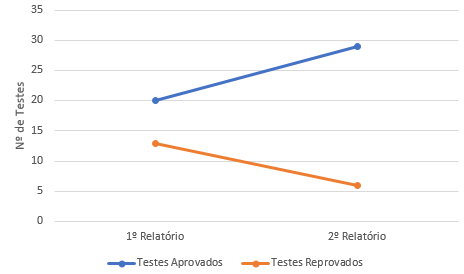 35
30
25
20
15
10
5
0
Nº de Testes
1º Relatório 2º Relatório
Testes Aprovados Testes Reprovados